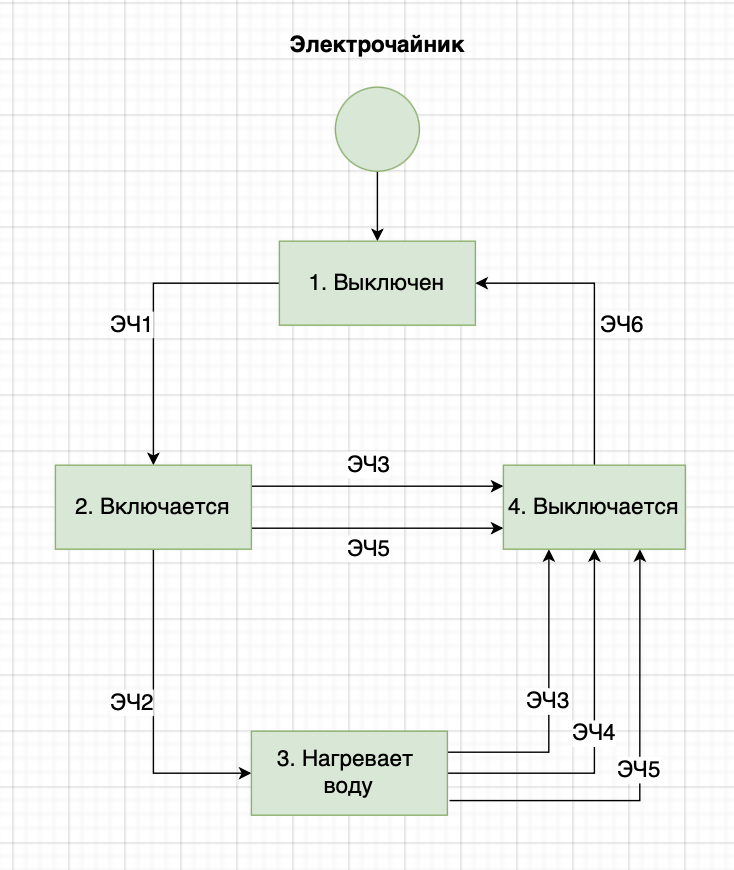 Электрочайник
1. Выключен
ЭЧ1
ЭЧ6
ЭЧ3
2. Включается
4. Выключается
ЭЧ5
ЭЧ2
ЭЧ3
ЭЧ4
3. Нагревает
воду
ЭЧ5